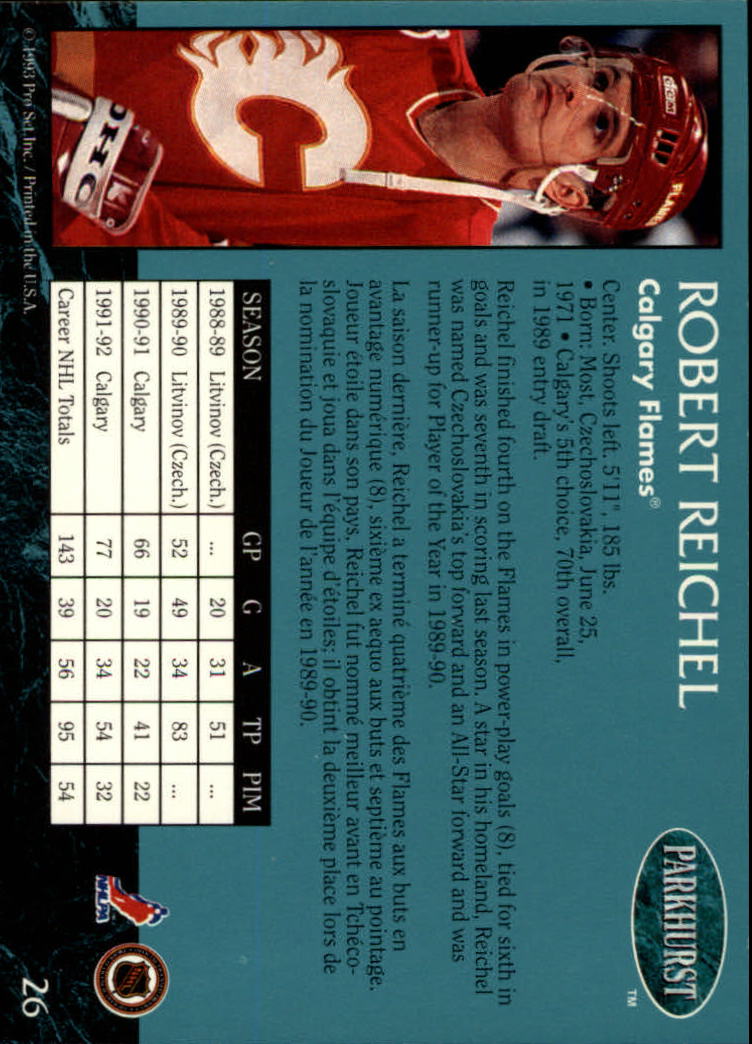 ROBERT REICHEL
Calgary Flames®
PARKHURST
TM
Center. Shoots left. 5'11", 185 lbs.
• Born: Most, Czechoslovakia, June 25,
1971 • Calgary's 5th choice, 70th overall,
in 1989 entry draft.
Reichel finished fourth on the Flames in power-play goals (8), tied for sixth in
goals and was seventh in scoring last season. A star in his homeland, Reichel
was named Czechoslovakia's top forward and an All-Star forward and was
runner-up for Player of the Year in 1989-90.
La saison dernière, Reichel a terminé quatrième des Flames aux buts en
avantage numérique (8), sixième ex aequo aux buts et septième au pointage.
Joueur étoile dans son pays, Reichel fut nommé meilleur avant en Tchéco-
slovaquie et joua dans l'équipe d'étoiles; il obtint la deuxième place lors de
la nomination du Joueur de l'année en 1989-90.
SEASON GP G A TP PIM
1988-89 Litvinov (Czech.) ... 20 31 51 ...
1989-90 Litvinov (Czech.) 52 49 34 83 ...
1990-91 Calgary 66 19 22 41 22
1991-92 Calgary 77 20 34 54 32
Career NHL Totals 143 39 56 95 54
© 1993 Pro Set Inc. / Printed in the U.S.A.
NHLPA
NHL
26
CCM
FLAMES
C
OHO